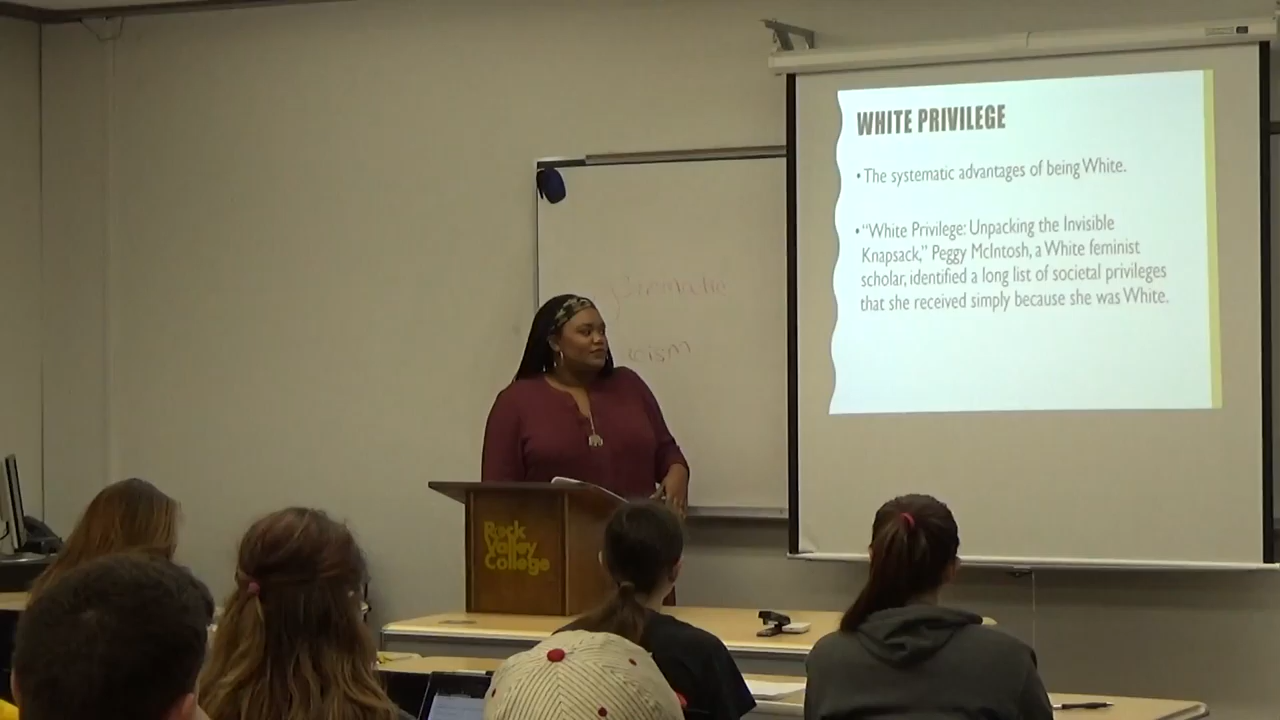 WHITE PRIVILEGE
• The systematic advantages of being White.
• “White Privilege: Unpacking the Invisible
Knapsack,” Peggy McIntosh, a White feminist
scholar, identified a long list of societal privileges
that she received simply because she was White.
Rock
Valley
College